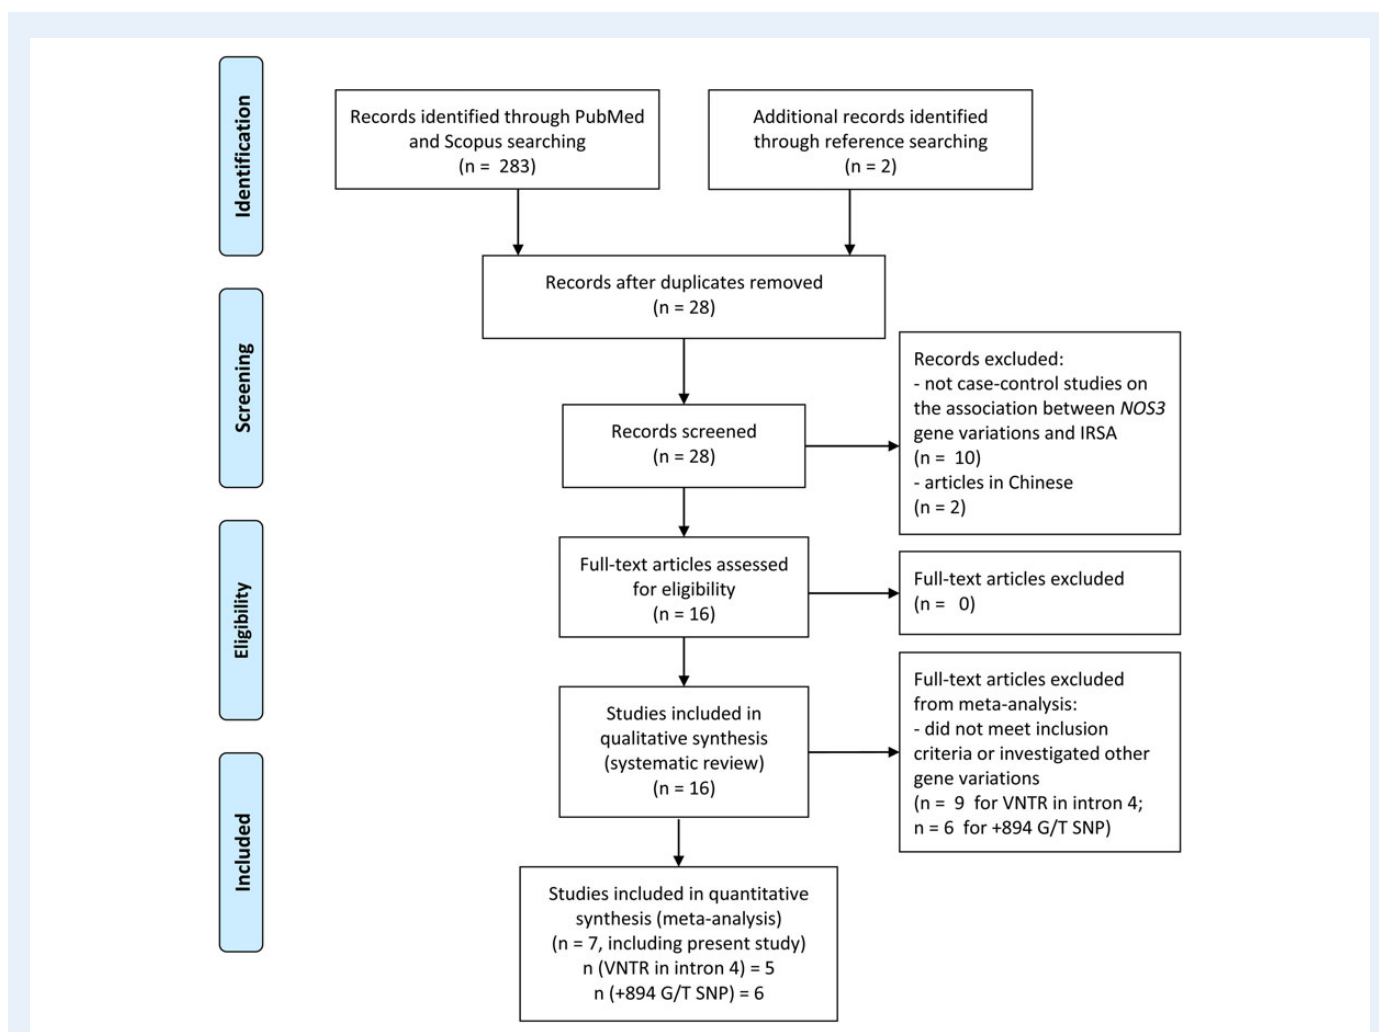 Identification
Records identified through PubMed
and Scopus searching
(n = 283)
Additional records identified
through reference searching
(n = 2)
Records after duplicates removed
(n = 28)
Screening
Records screened
(n = 28)
Records excluded:
- not case-control studies on
the association between NOS3
gene variations and IRSA
(n = 10)
- articles in Chinese
(n = 2)
Eligibility
Full-text articles assessed
for eligibility
(n = 16)
Full-text articles excluded
(n = 0)
Studies included in
qualitative synthesis
(systematic review)
(n = 16)
Full-text articles excluded
from meta-analysis:
- did not meet inclusion
criteria or investigated other
gene variations
(n = 9 for VNTR in intron 4;
n = 6 for +894 G/T SNP)
Included
Studies included in quantitative
synthesis (meta-analysis)
(n = 7, including present study)
n (VNTR in intron 4) = 5
n (+894 G/T SNP) = 6